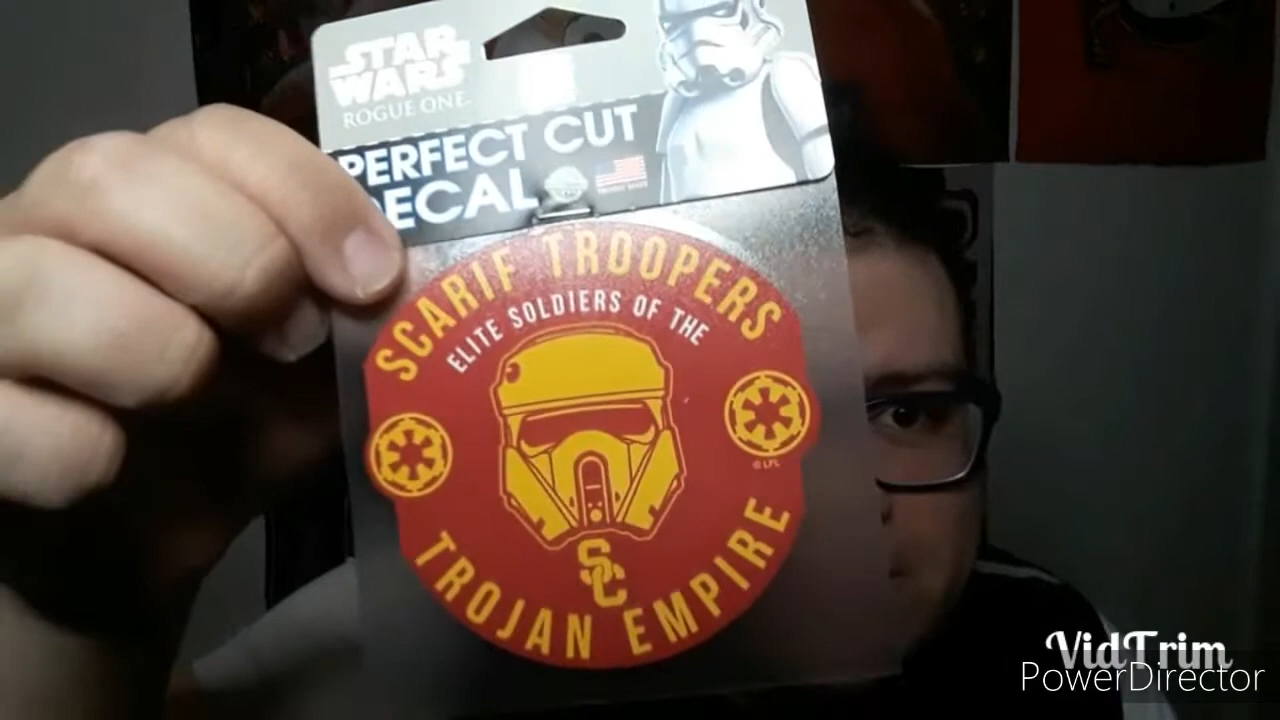 STAR
WARS
ROGUE ONE
PERFECT CUT
DECAL
SCARIF TROOPERS
ELITE SOLDIERS OF THE
© LFL
SC
TROJAN EMPIRE
VidTrim
PowerDirector